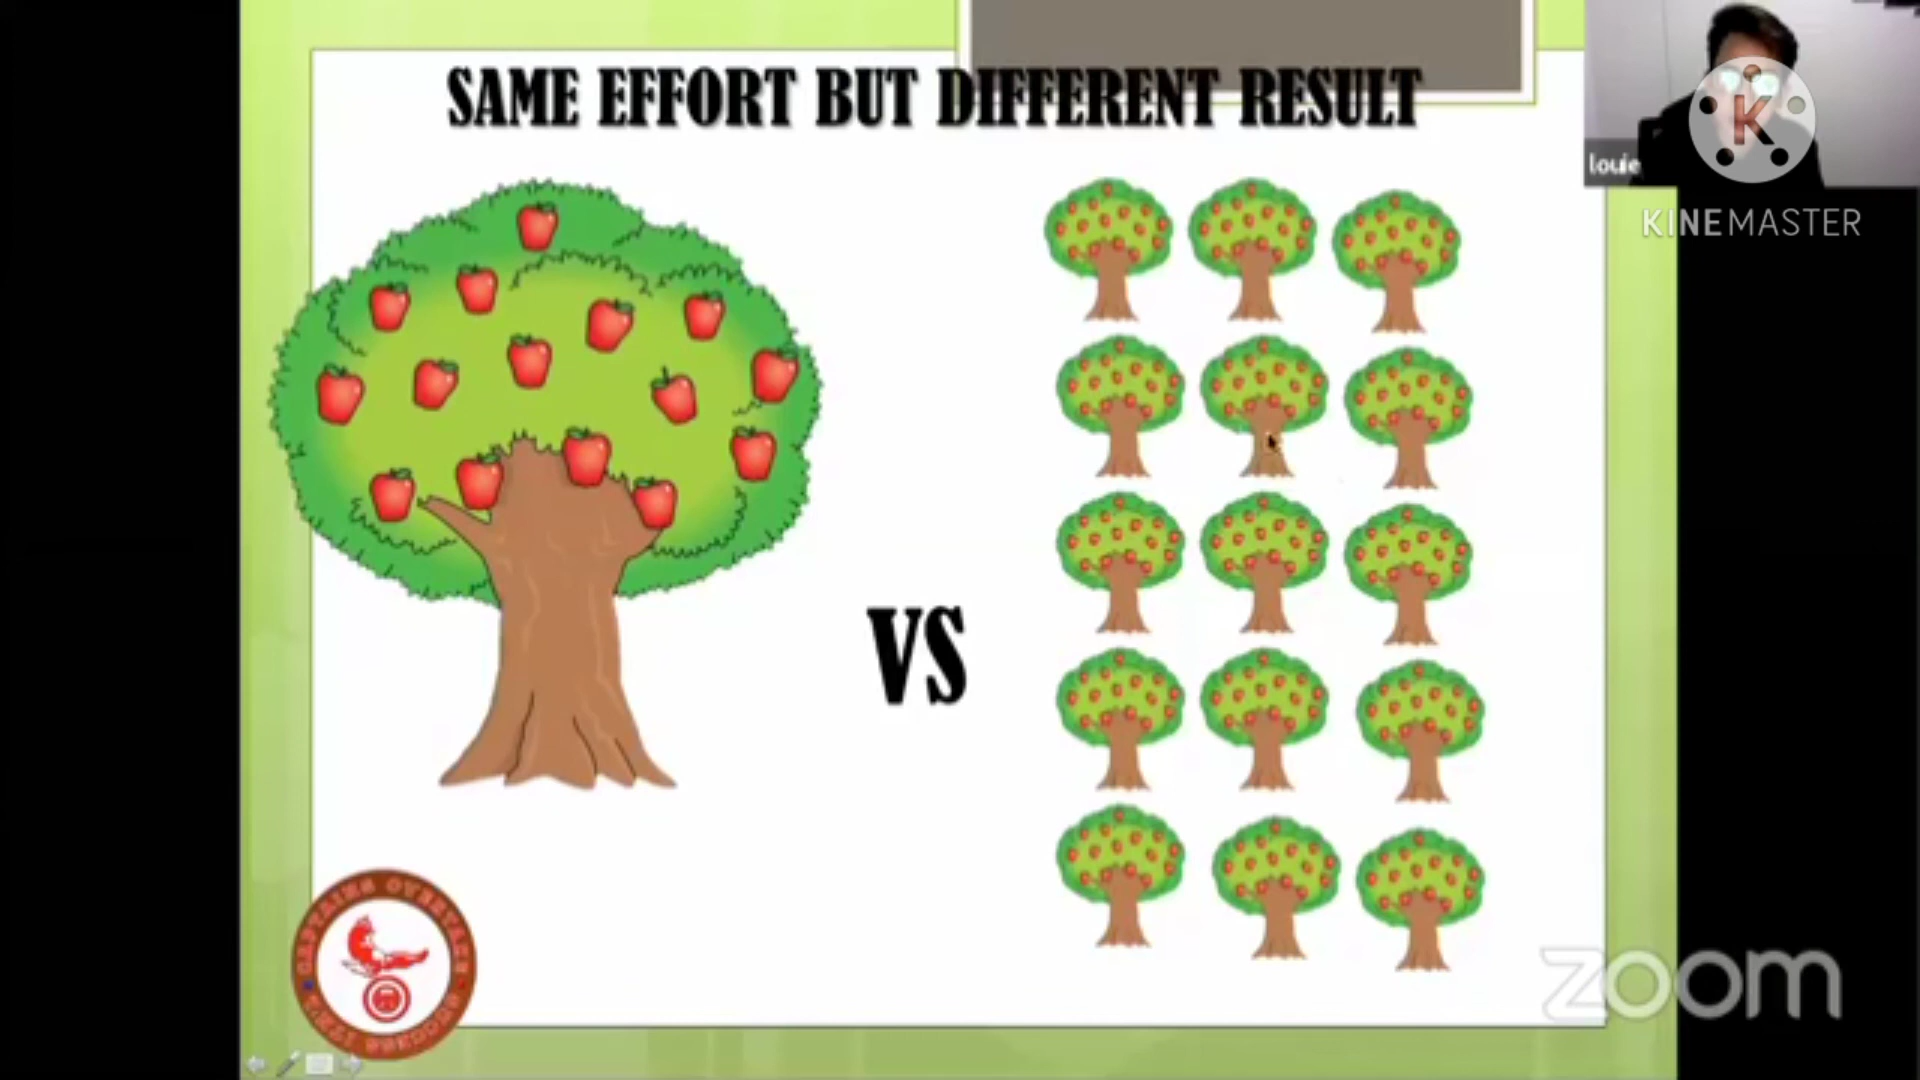 SAME EFFORT BUT DIFFERENT RESULT
louie
K
KINEMASTER
VS
zoom